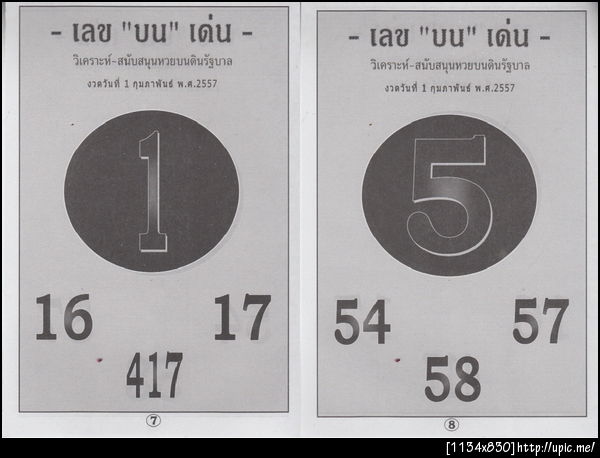 - เลข "บน" เด่น -
วิเคราะห์-สนับสนุนหวยบนดินรัฐบาล
งวดวันที่ 1 กุมภาพันธ์ พ.ศ.2557
1
16 17
417
7
- เลข "บน" เด่น -
วิเคราะห์-สนับสนุนหวยบนดินรัฐบาล
งวดวันที่ 1 กุมภาพันธ์ พ.ศ.2557
5
54 57
58
8
[1134x830]http://upic.me/